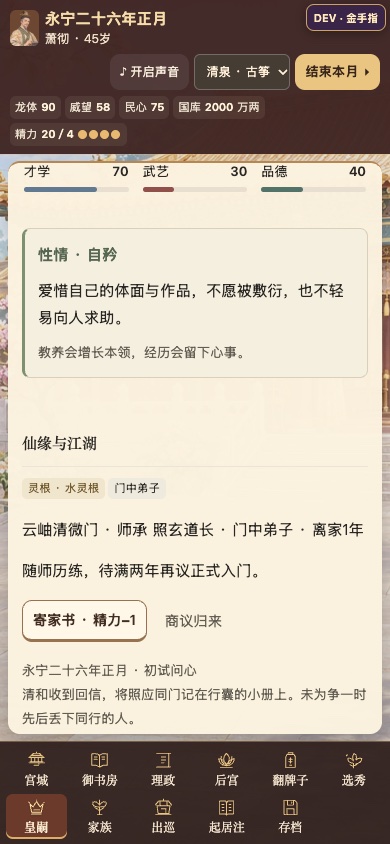 永宁二十六年正月
萧彻 · 45岁
DEV · 金手指
♪ 开启声音
清泉 · 古筝
结束本月
龙体 90
威望 58
民心 75
国库 2000 万两
精力 20 / 4
才学 70
武艺 30
品德 40
性情 · 自矜
爱惜自己的体面与作品，不愿被敷衍，也不轻
易向人求助。
教养会增长本领，经历会留下心事。
仙缘与江湖
灵根 · 水灵根
门中弟子
云岫清微门 · 师承 照玄道长 · 门中弟子 · 离家1年
随师历练，待满两年再议正式入门。
寄家书 · 精力−1
商议归来
永宁二十六年正月 · 初试问心
清和收到回信，将照应同门记在行囊的小册上。未为争一时
先后丢下同行的人。
宫城
御书房
理政
后宫
翻牌子
选秀
皇嗣
家族
出巡
起居注
存档